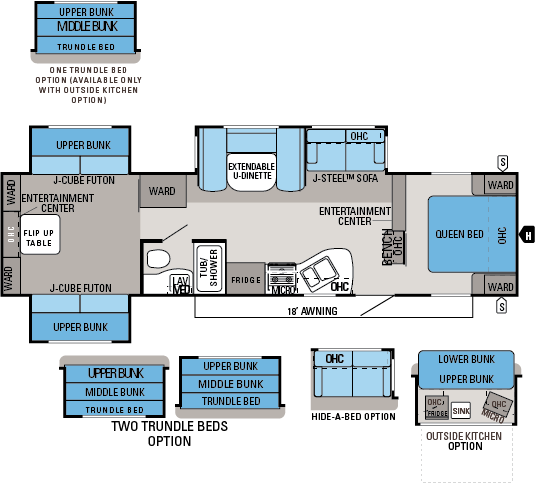 UPPER BUNK
MIDDLE BUNK
TRUNDLE BED
ONE TRUNDLE BED
OPTION (AVAILABLE ONLY
WITH OUTSIDE KITCHEN
OPTION)
UPPER BUNK
J-CUBE FUTON
WARD
ENTERTAINMENT
CENTER
OHC
FLIP UP
TABLE
WARD
J-CUBE FUTON
UPPER BUNK
WARD
EXTENDABLE
U-DINETTE
OHC
J-STEEL™ SOFA
ENTERTAINMENT
CENTER
BENCH
OHC
S
WARD
QUEEN BED
OHC
H
WARD
S
LAV
MED
TUB/
SHOWER
FRIDGE
MICRO
OHC
18' AWNING
UPPER BUNK
MIDDLE BUNK
TRUNDLE BED
UPPER BUNK
MIDDLE BUNK
TRUNDLE BED
TWO TRUNDLE BEDS
OPTION
OHC
HIDE-A-BED OPTION
LOWER BUNK
UPPER BUNK
OHC
FRIDGE
SINK
OHC
MICRO
OUTSIDE KITCHEN
OPTION